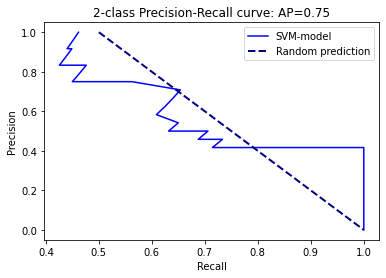 2-class Precision-Recall curve: AP=0.75
SVM-model
Random prediction
Precision
1.0
0.8
0.6
0.4
0.2
0.0
0.4 0.5 0.6 0.7 0.8 0.9 1.0
Recall